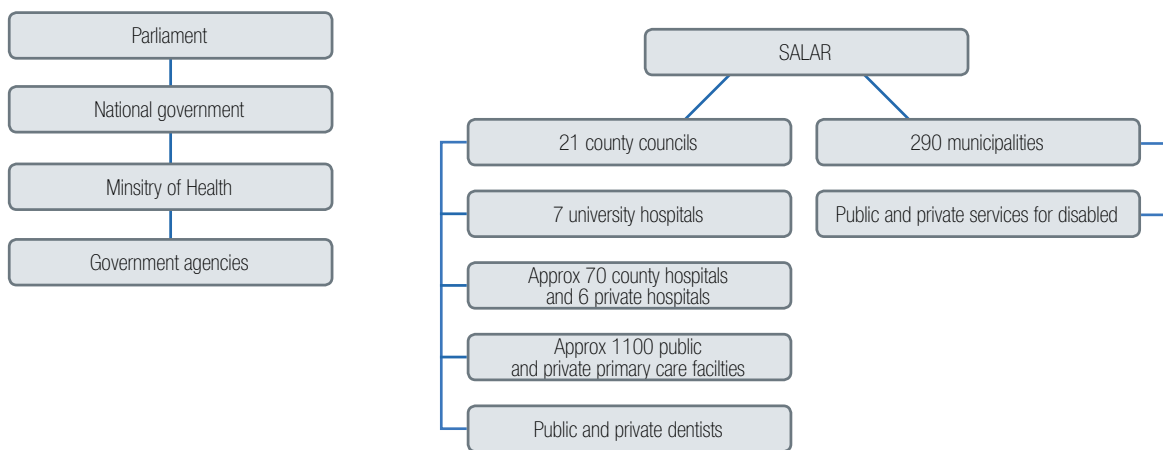 Parliament
National government
Minsitry of Health
Government agencies
SALAR
21 county councils
7 university hospitals
Approx 70 county hospitals
and 6 private hospitals
Approx 1100 public
and private primary care facilties
Public and private dentists
290 municipalities
Public and private services for disabled